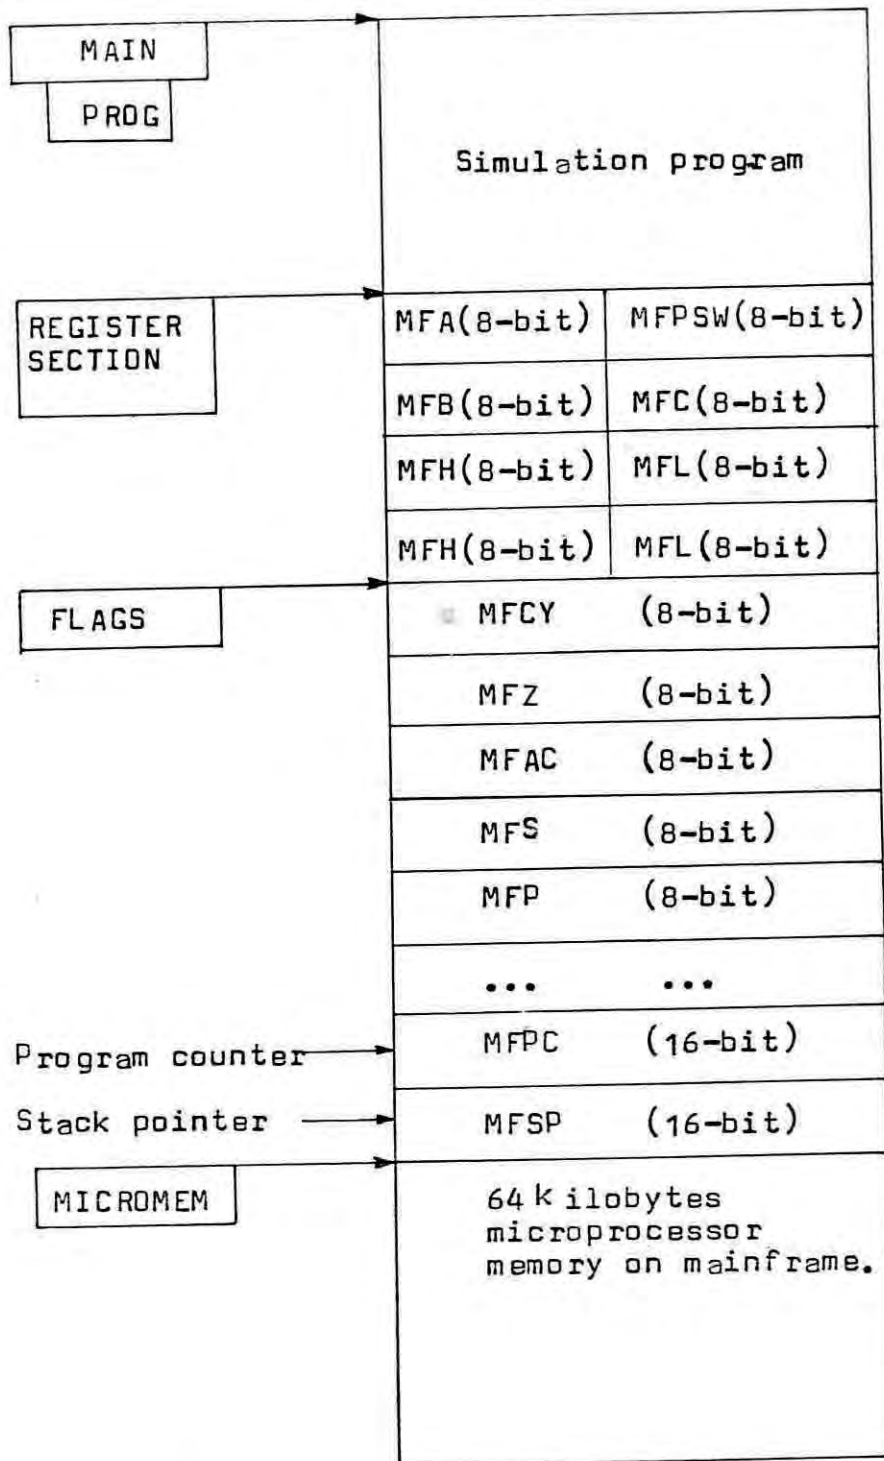 MAIN
PROG
Simulation program
REGISTER
SECTION
MFA(8-bit) MFPSW(8-bit)
MFB(8-bit) MFC(8-bit)
MFH(8-bit) MFL(8-bit)
MFH(8-bit) MFL(8-bit)
FLAGS
MFCY (8-bit)
MFZ (8-bit)
MFAC (8-bit)
MFS (8-bit)
MFP (8-bit)
... ...
Program counter MFPC (16-bit)
Stack pointer MFSP (16-bit)
MICROMEM
64 kilobytes
microprocessor
memory on mainframe.